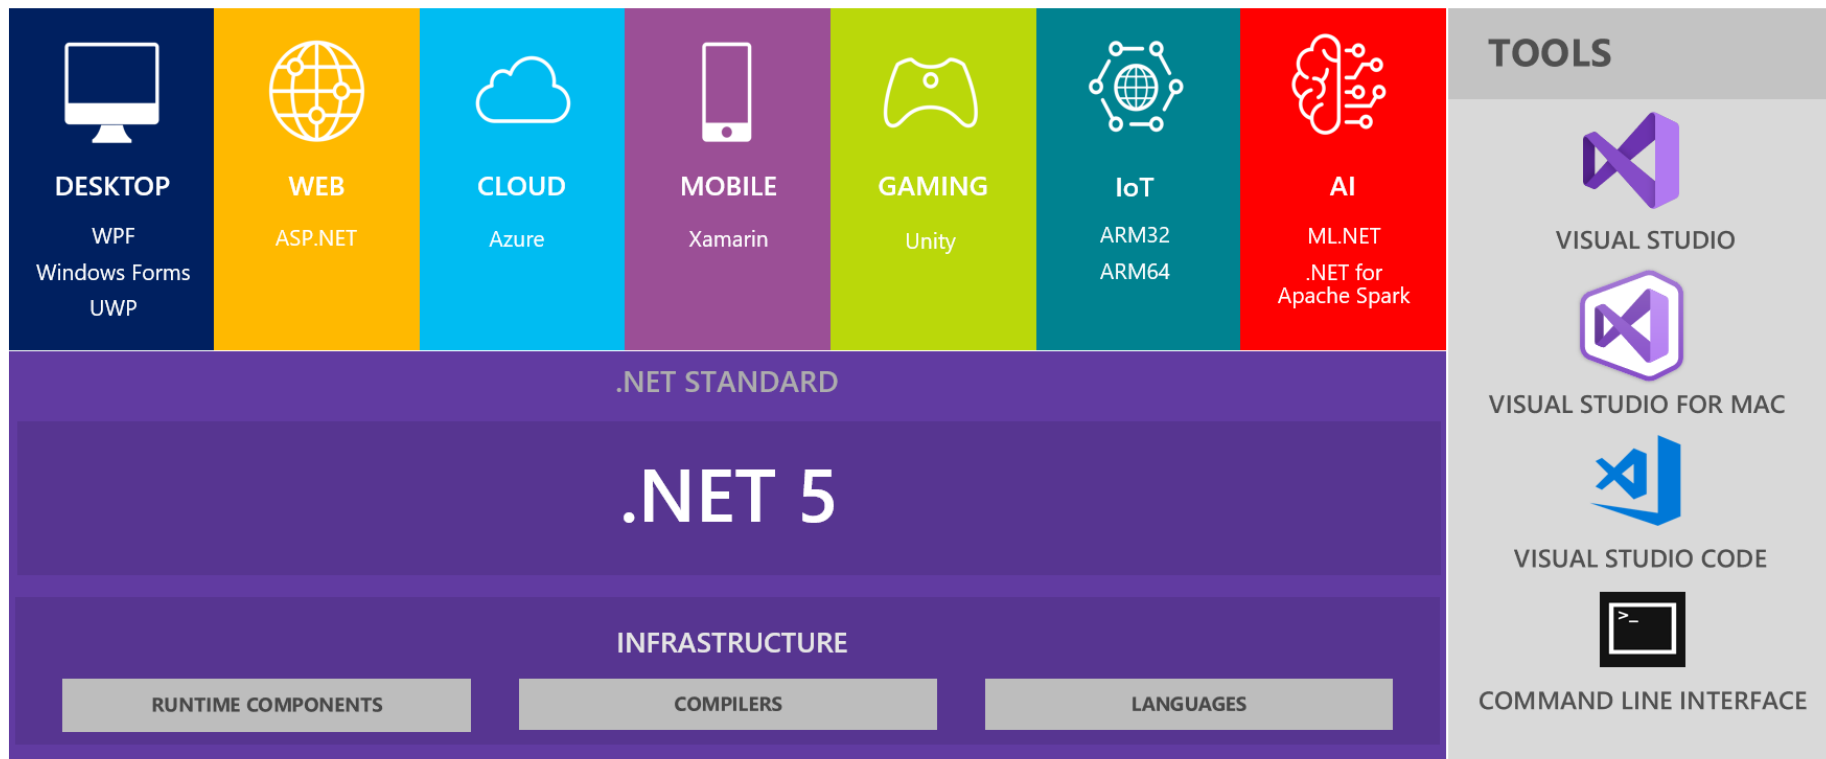 DESKTOP
WPF
Windows Forms
UWP
WEB
ASP.NET
CLOUD
Azure
MOBILE
Xamarin
GAMING
Unity
IoT
ARM32
ARM64
AI
ML.NET
.NET for
Apache Spark
.NET STANDARD
.NET 5
INFRASTRUCTURE
RUNTIME COMPONENTS
COMPILERS
LANGUAGES
TOOLS
VISUAL STUDIO
VISUAL STUDIO FOR MAC
VISUAL STUDIO CODE
>_
COMMAND LINE INTERFACE